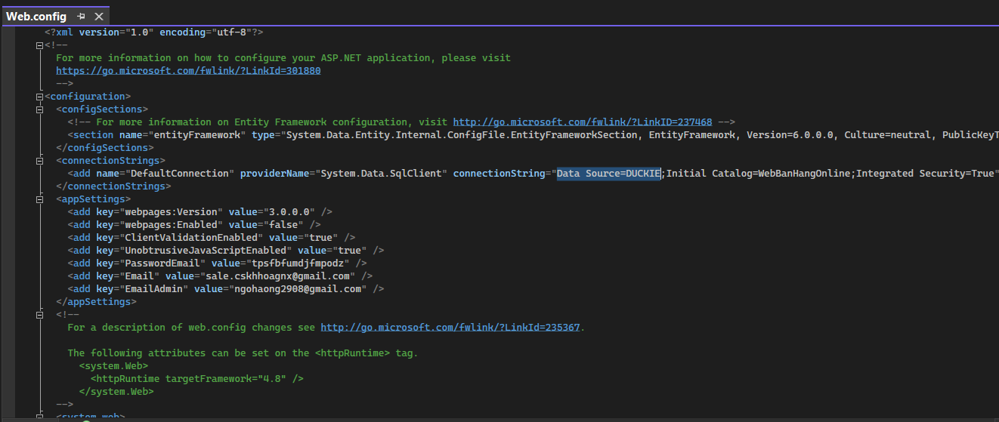 Web.config
<?xml version="1.0" encoding="utf-8"?>
<!--
For more information on how to configure your ASP.NET application, please visit
https://go.microsoft.com/fwlink/?LinkId=301880
-->
<configuration>
<configSections>
<!-- For more information on Entity Framework configuration, visit http://go.microsoft.com/fwlink/?LinkID=237468 -->
<section name="entityFramework" type="System.Data.Entity.Internal.ConfigFile.EntityFrameworkSection, EntityFramework, Version=6.0.0.0, Culture=neutral, PublicKeyT
</configSections>
<connectionStrings>
<add name="DefaultConnection" providerName="System.Data.SqlClient" connectionString="Data Source=DUCKIE;Initial Catalog=WebBanHangOnline;Integrated Security=True"
</connectionStrings>
<appSettings>
<add key="webpages:Version" value="3.0.0.0" />
<add key="webpages:Enabled" value="false" />
<add key="ClientValidationEnabled" value="true" />
<add key="UnobtrusiveJavaScriptEnabled" value="true" />
<add key="PasswordEmail" value="tpsfbfumdjfmpodz" />
<add key="Email" value="sale.cskhhoagnx@gmail.com" />
<add key="EmailAdmin" value="ngohaong2908@gmail.com" />
</appSettings>
<!--
For a description of web.config changes see http://go.microsoft.com/fwlink/?LinkId=235367.
The following attributes can be set on the <httpRuntime> tag.
<system.Web>
<httpRuntime targetFramework="4.8" />
</system.Web>
-->
<system.web>